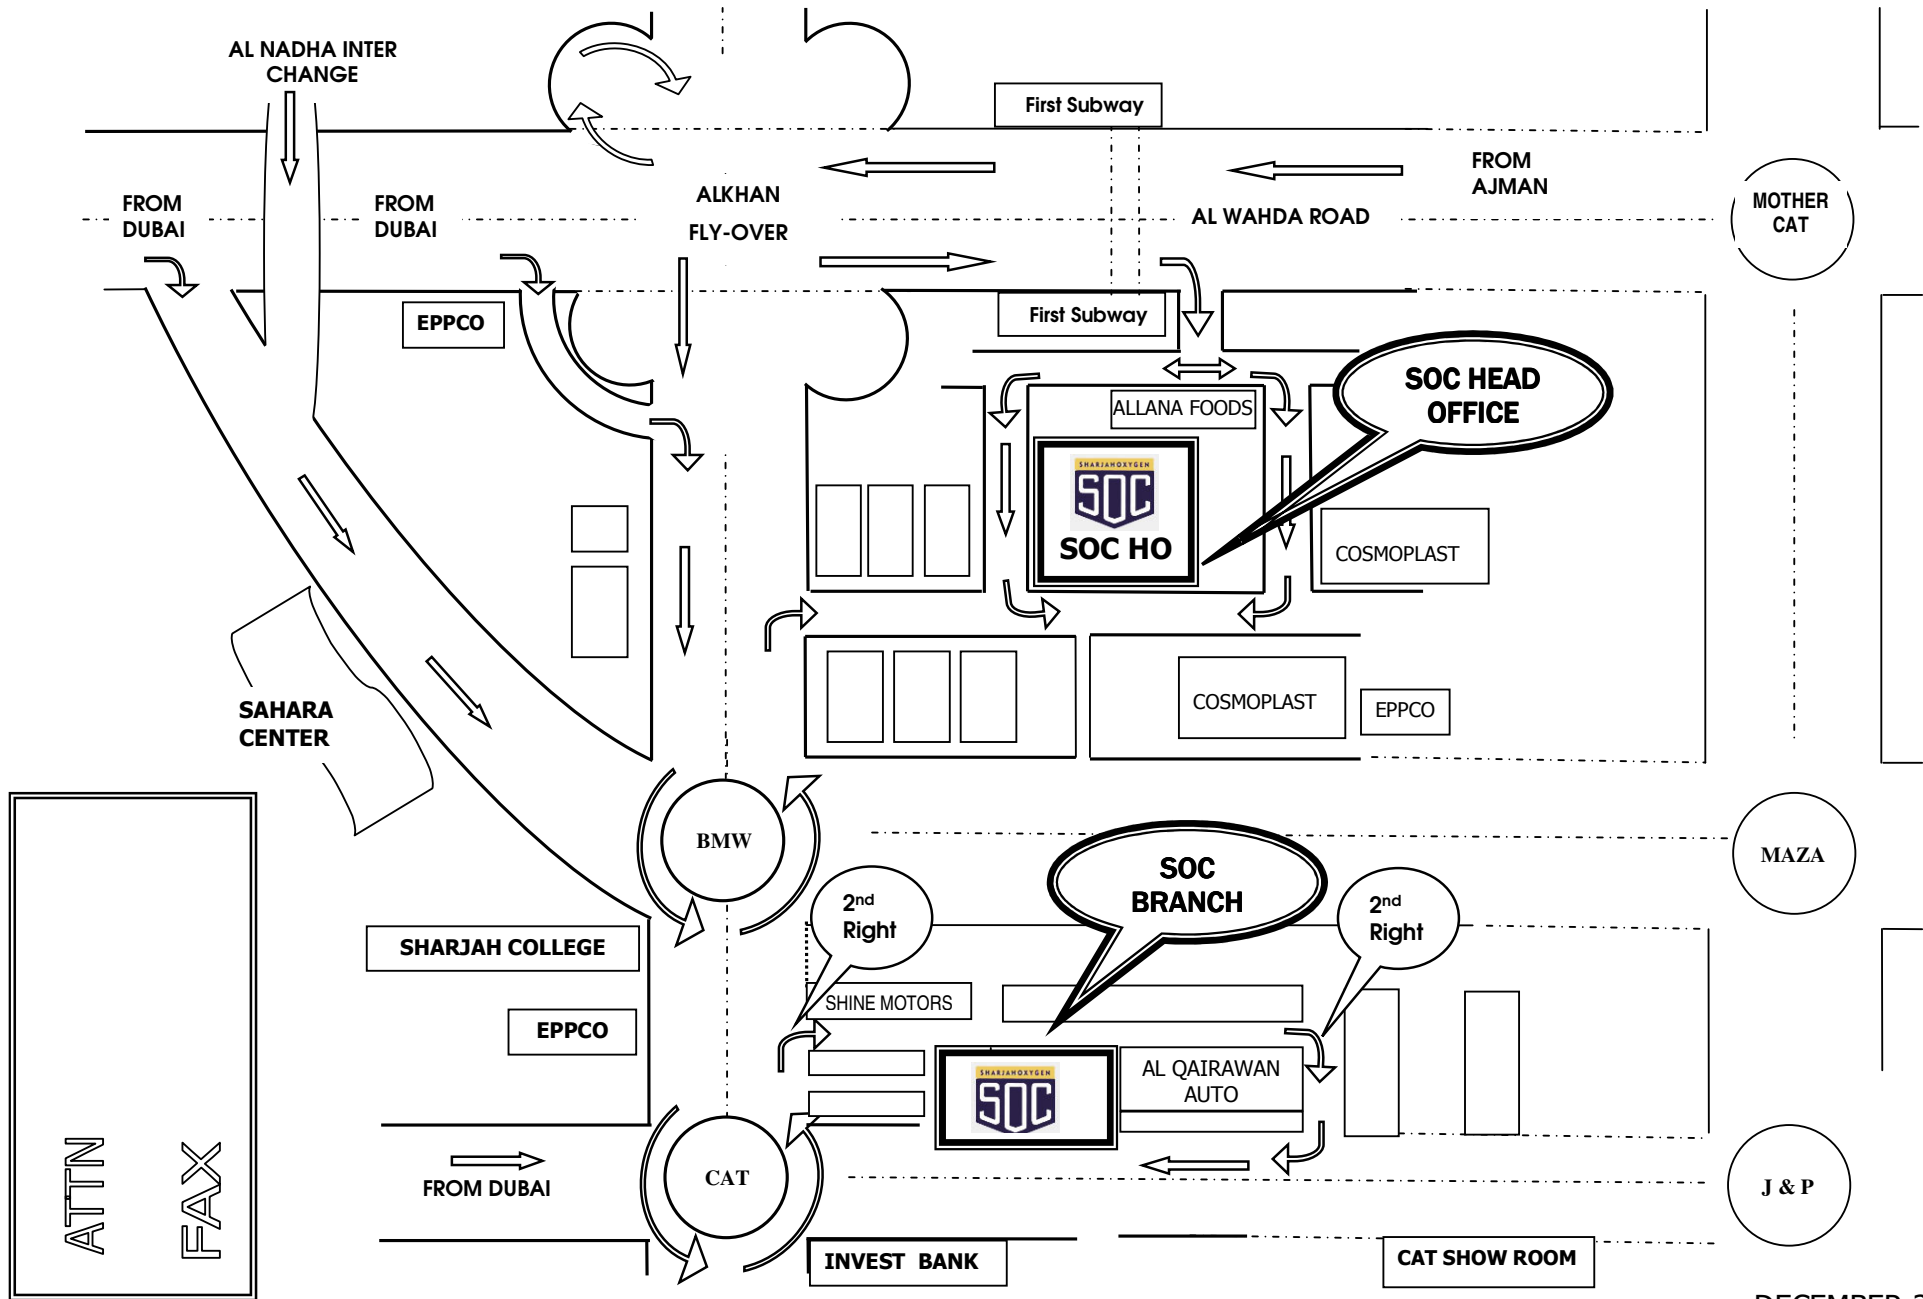 AL NADHA INTER
CHANGE
First Subway
FROM
AJMAN
FROM
DUBAI
FROM
DUBAI
ALKHAN
FLY-OVER
AL WAHDA ROAD
MOTHER
CAT
EPPCO
First Subway
SOC HEAD
OFFICE
ALLANA FOODS
SHARJAHOXYGEN
SOC
SOC HO
COSMOPLAST
SAHARA
CENTER
COSMOPLAST
EPPCO
BMW
MAZA
SOC
BRANCH
2nd
Right
2nd
Right
SHARJAH COLLEGE
SHINE MOTORS
EPPCO
SHARJAHOXYGEN
SOC
AL QAIRAWAN
AUTO
ATTN
FAX
FROM DUBAI
CAT
J & P
INVEST BANK
CAT SHOW ROOM